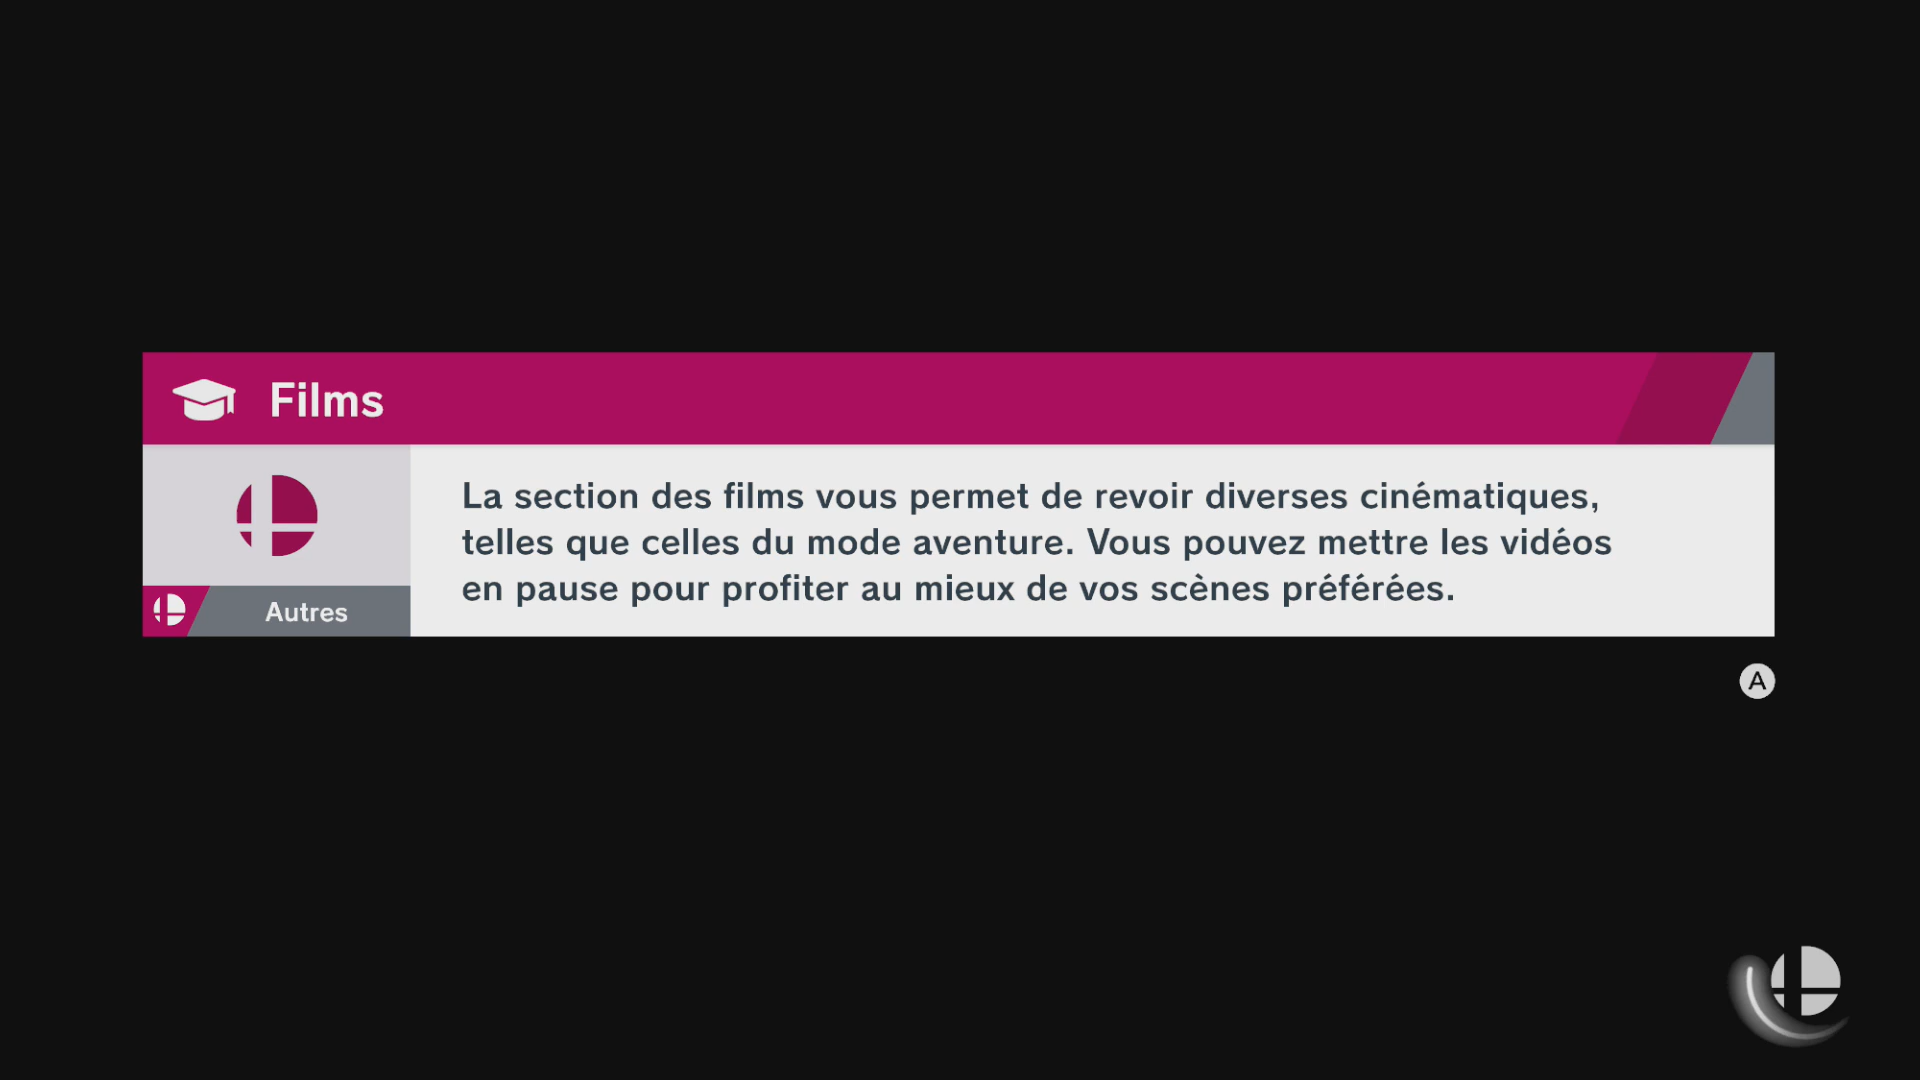 Films
La section des films vous permet de revoir diverses cinématiques,
telles que celles du mode aventure. Vous pouvez mettre les vidéos
en pause pour profiter au mieux de vos scènes préférées.
Autres
A